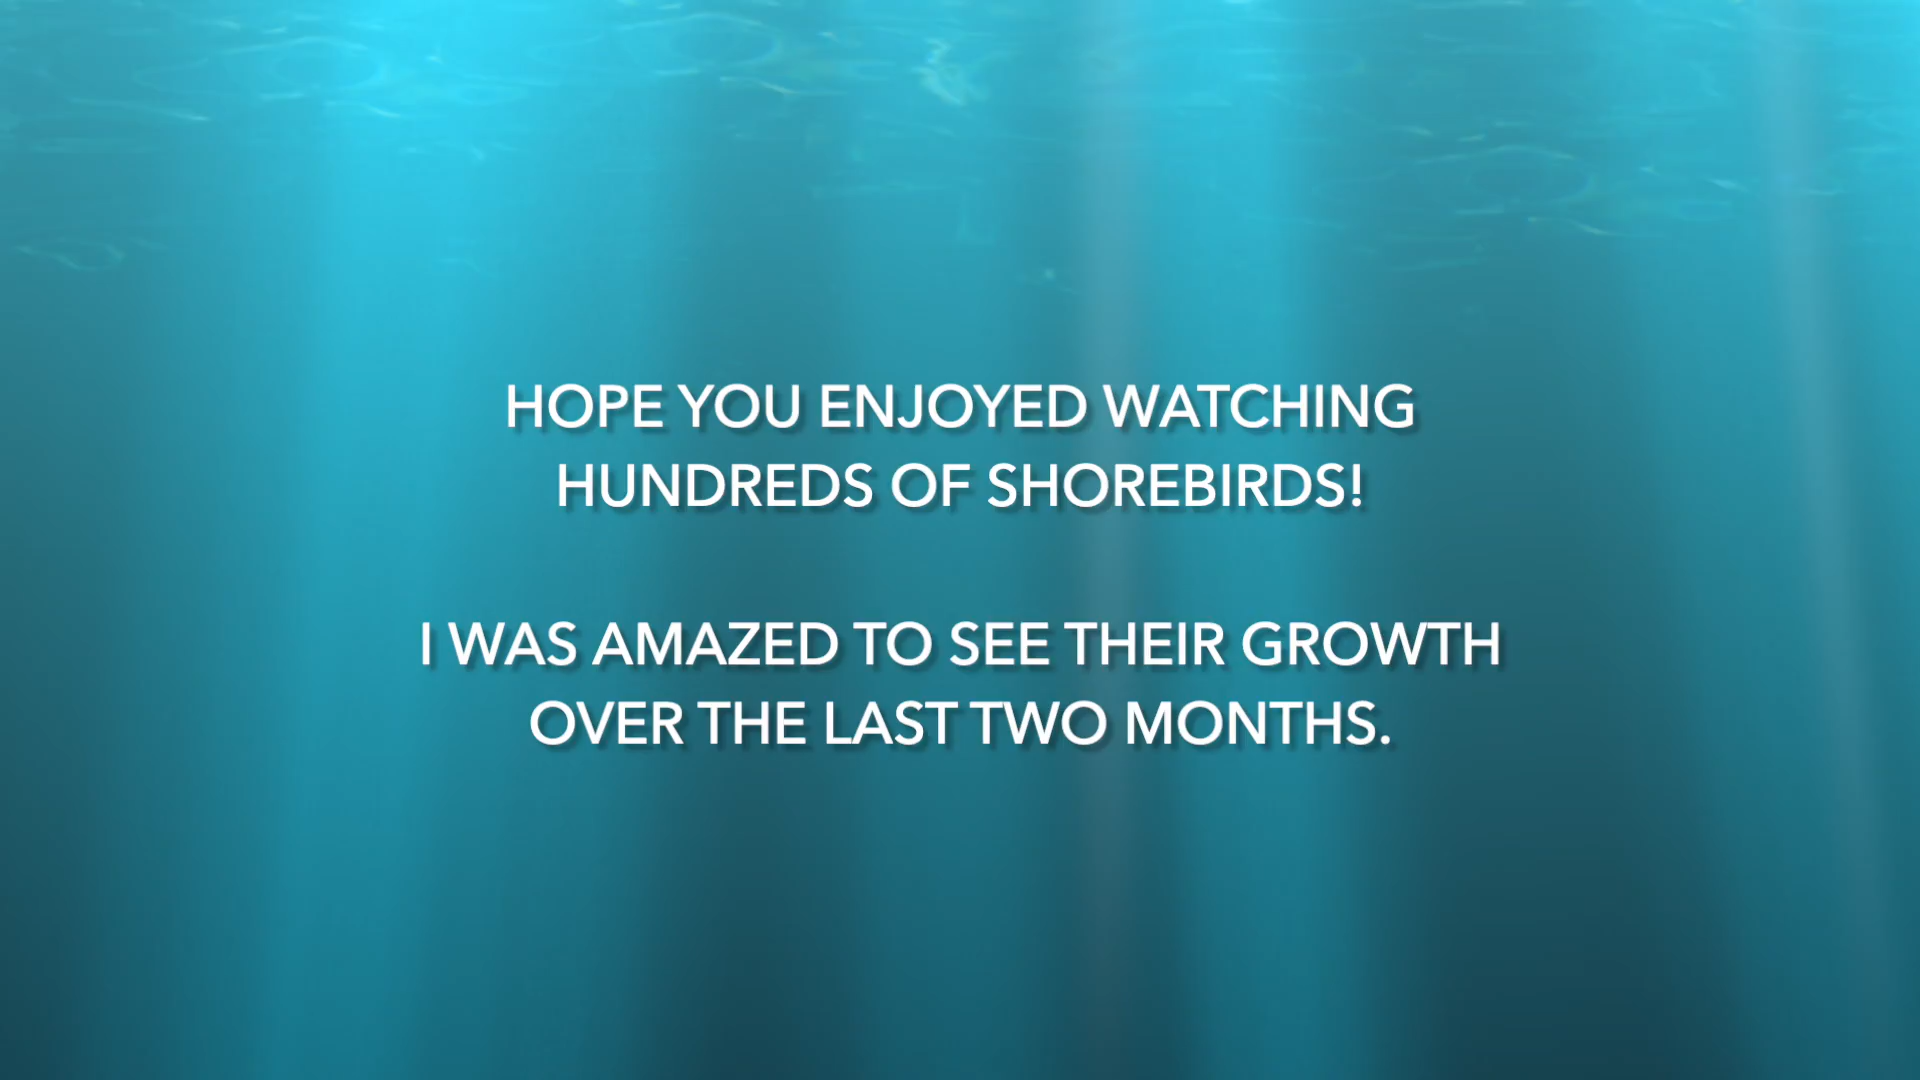 HOPE YOU ENJOYED WATCHING
HUNDREDS OF SHOREBIRDS!
I WAS AMAZED TO SEE THEIR GROWTH
OVER THE LAST TWO MONTHS.